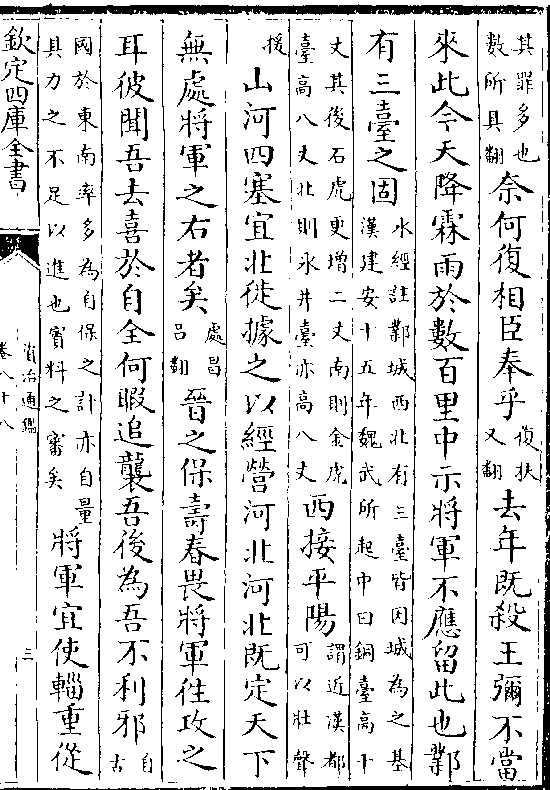 其罪多也數所具翻奈何復相臣奉乎復扶又翻去年既殺王彌不當
來此今天降霖雨於數百里中示將軍不應留此也鄴
有三臺之固水經註鄴城西北有三臺皆因城為之基漢建安十五年魏武所起中曰銅臺高十
丈其後石虎更增二丈南則金虎臺高八丈北則氷井臺亦高八丈西接平陽謂近漢都可以壯聲
援山河四塞宜北徙據之以經營河北河北既定天下
無處將軍之右者矣處昌呂翻晉之保壽春畏將軍往攻之
耳彼聞吾去喜於自全何暇追襲吾後為吾不利邪自古
國於東南率多為自保之計亦自量其力之不足以進也賓料之審矣將軍宜使輜重從
欽定四庫全書
資治通鑑
卷八十八
三